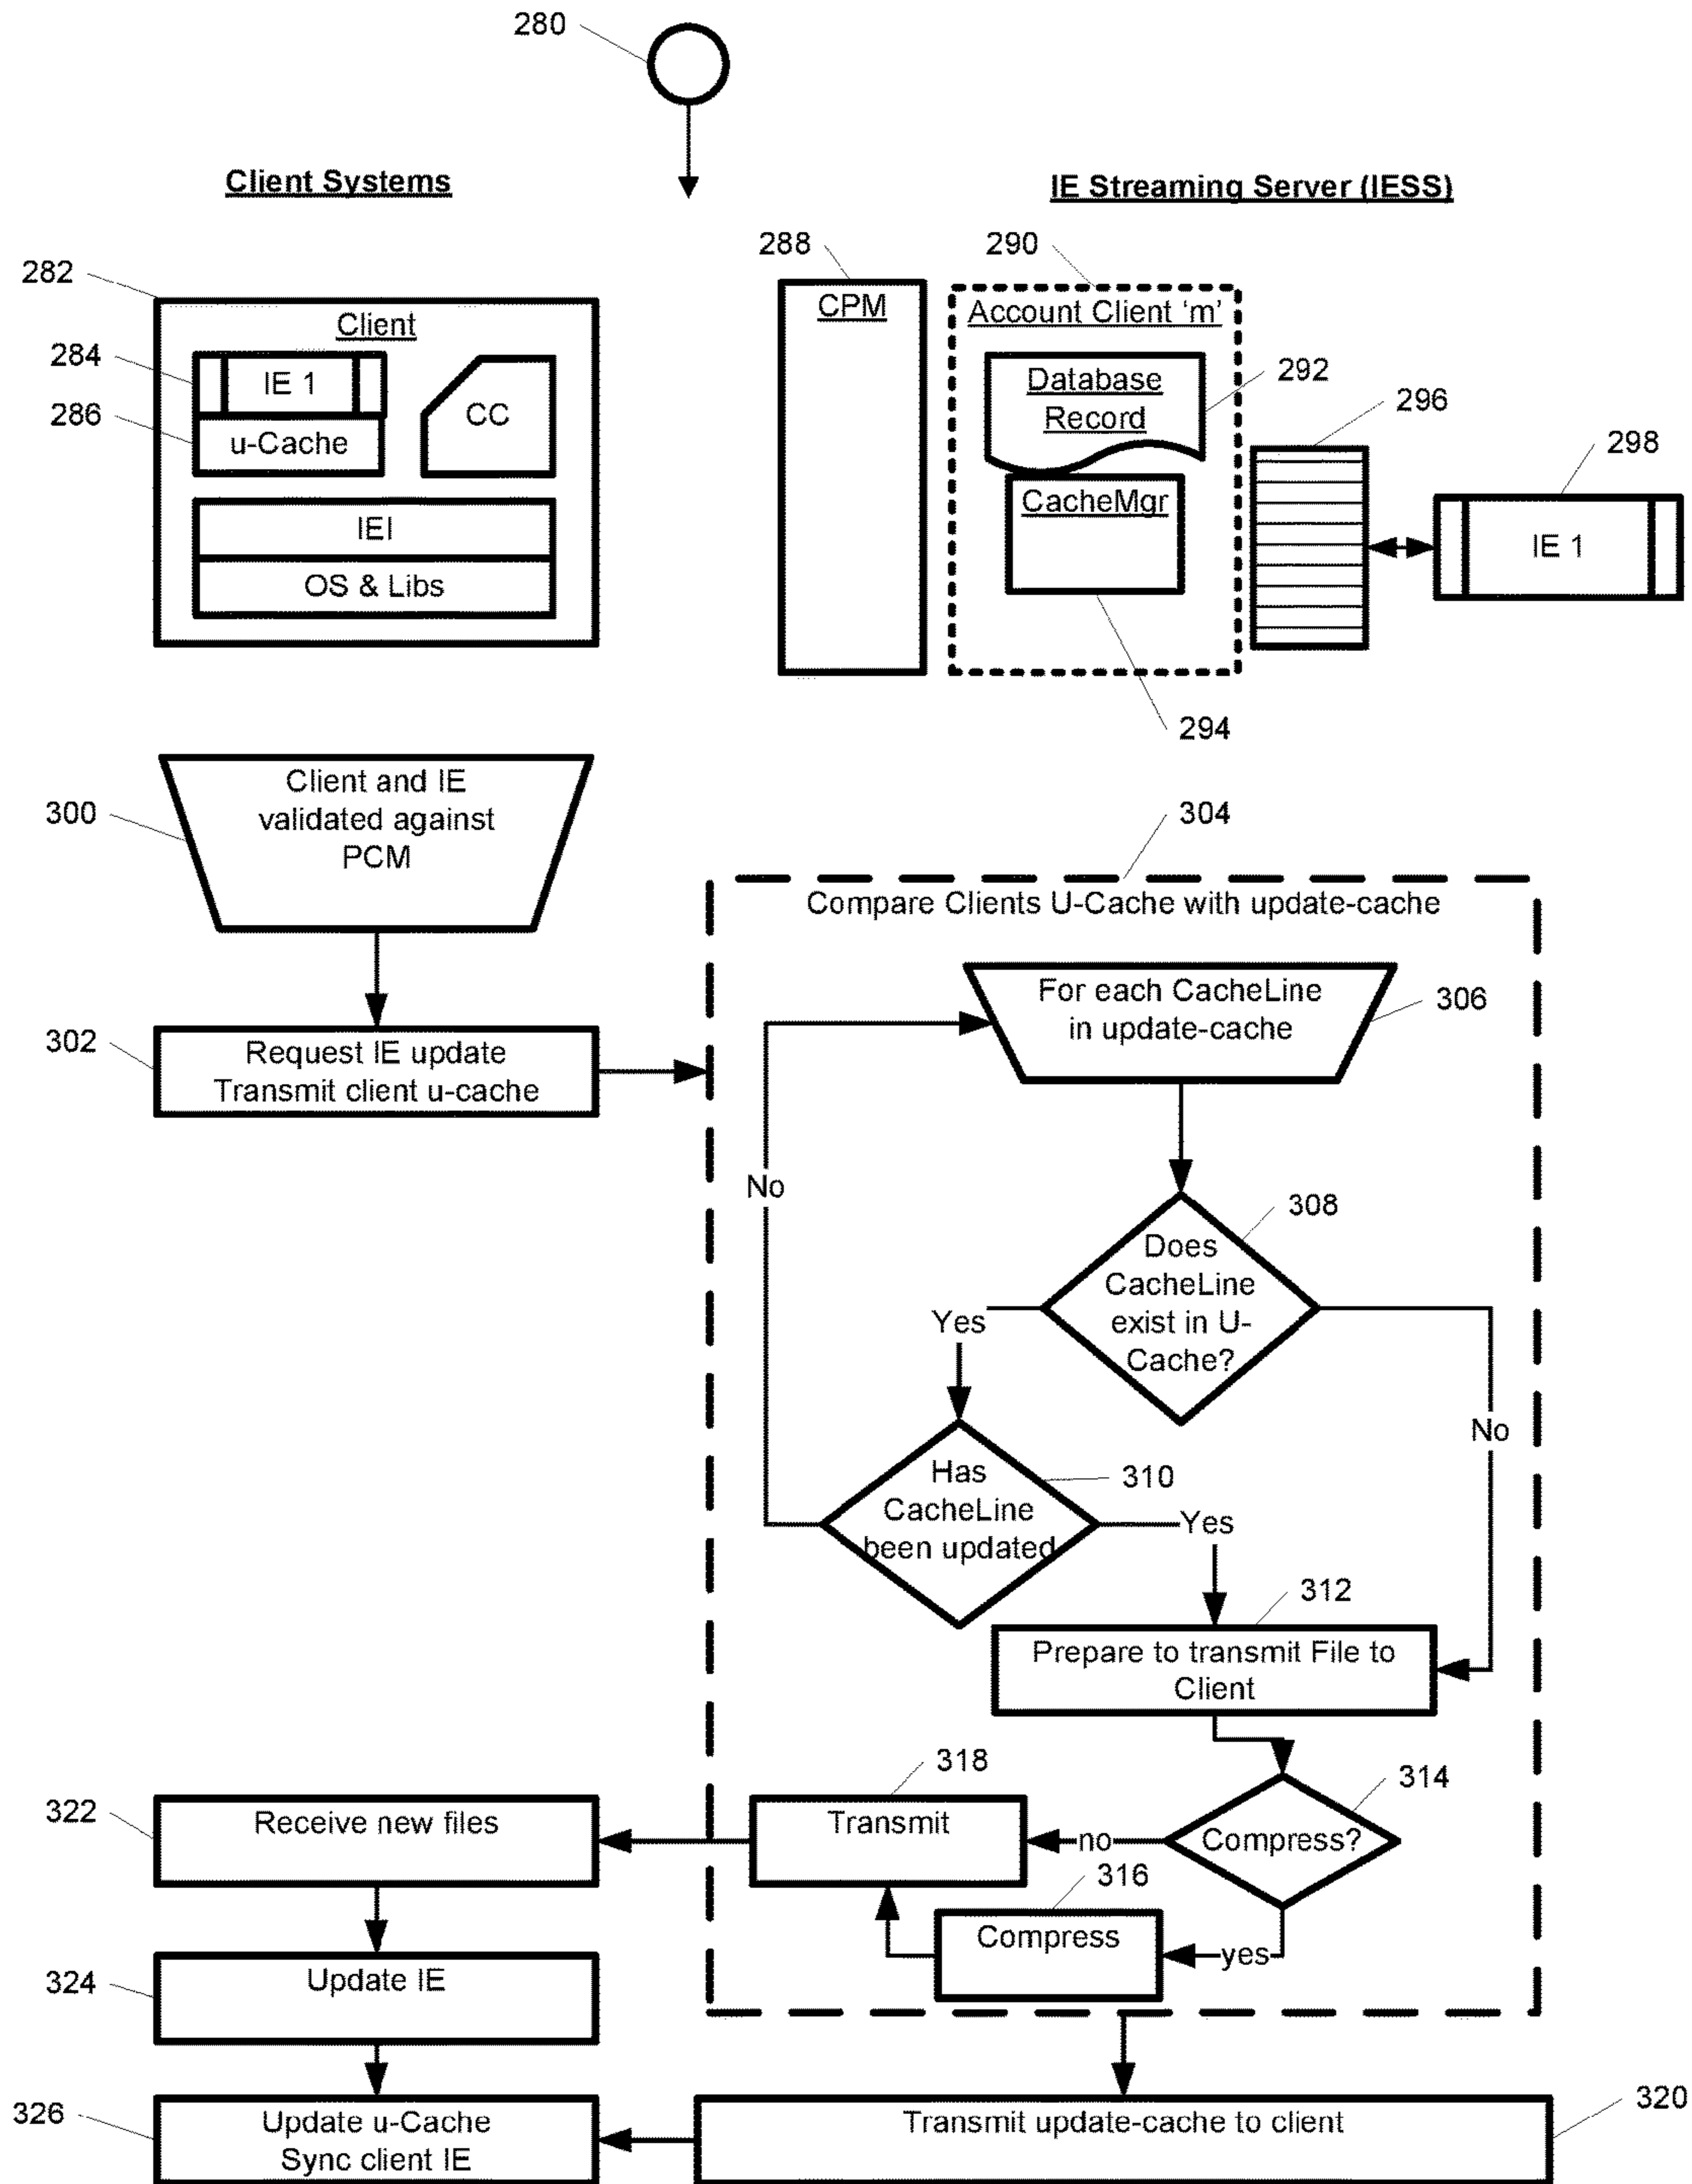 280
Client Systems
IE Streaming Server (IESS)
282
Client
284
IE 1
286
u-Cache
CC
IEI
OS & Libs
288
CPM
290
Account Client 'm'
Database
Record
292
CacheMgr
294
296
298
IE 1
300
Client and IE
validated against
PCM
302
Request IE update
Transmit client u-cache
304
Compare Clients U-Cache with update-cache
For each CacheLine
in update-cache
306
No
308
Does
CacheLine
exist in U-
Cache?
Yes
No
310
Has
CacheLine
been updated
Yes
312
Prepare to transmit File to
Client
314
Compress?
no
318
Transmit
316
Compress
yes
322
Receive new files
324
Update IE
326
Update u-Cache
Sync client IE
320
Transmit update-cache to client